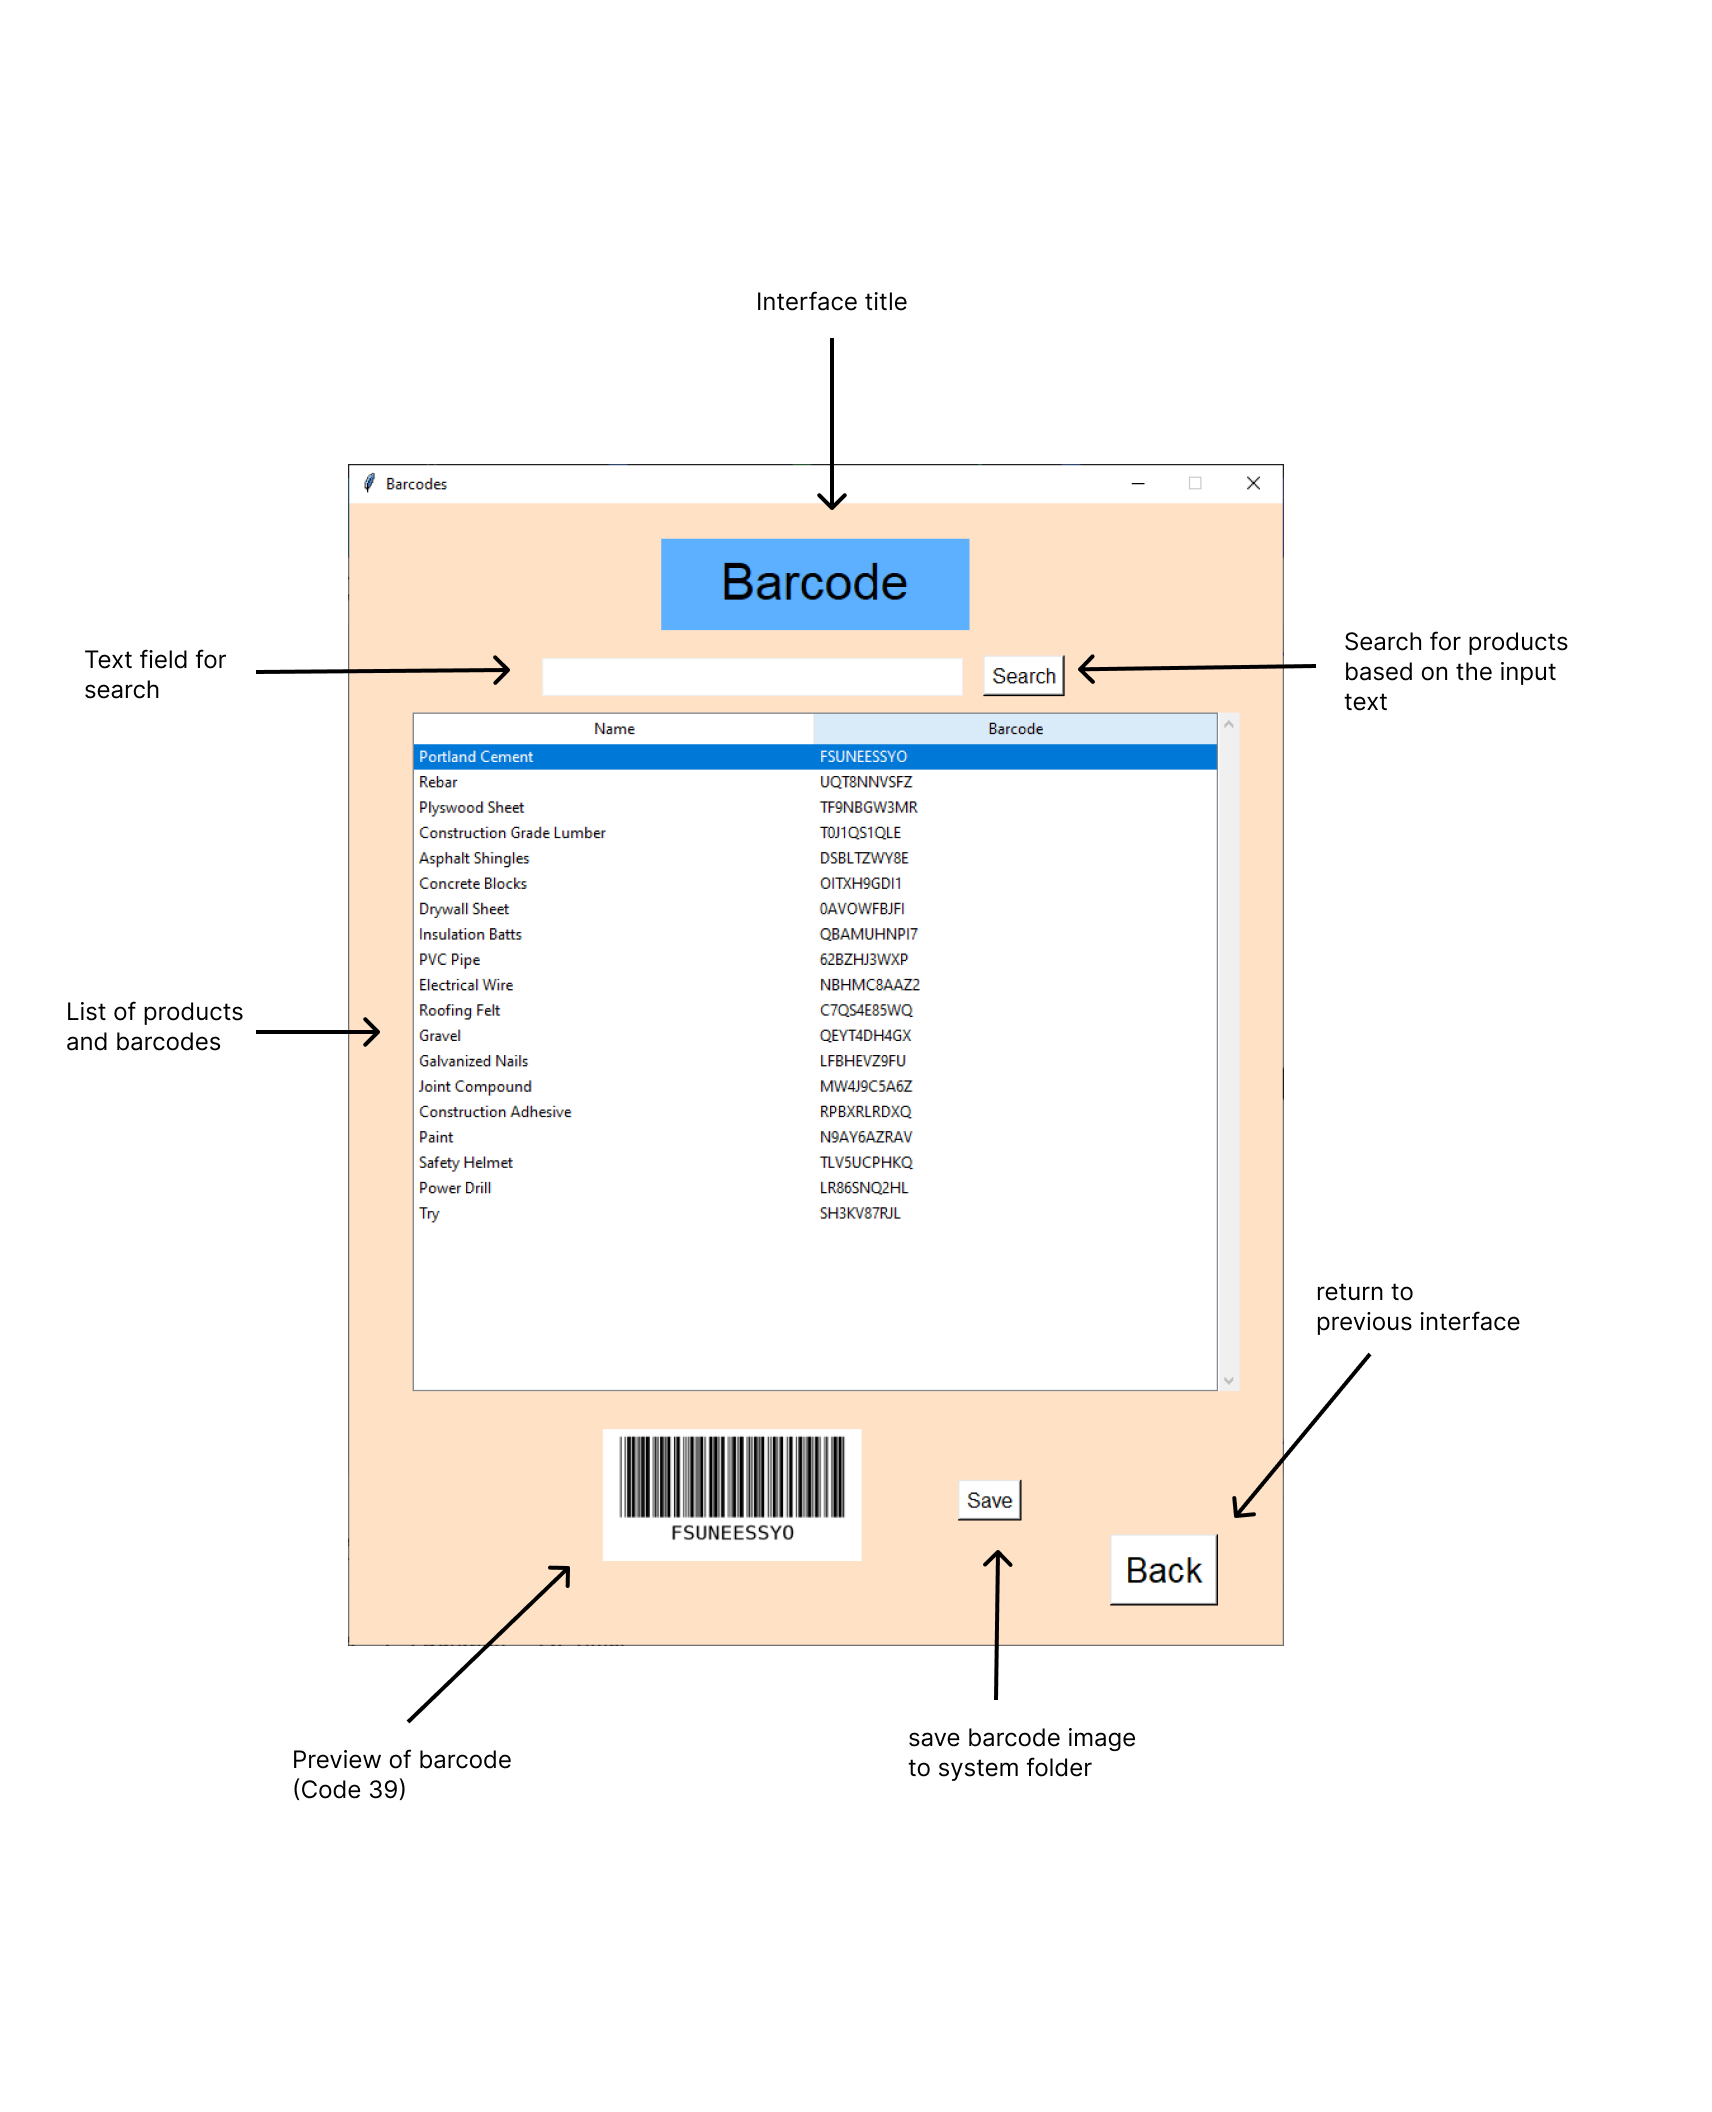 Interface title
Barcodes
Barcode
Text field for
search
Search
Search for products
based on the input
text
Name Barcode
Portland Cement FSUNEESSYO
Rebar UQT8NNVSFZ
Plyswood Sheet TF9NBGW3MR
Construction Grade Lumber T0J1QS1QLE
Asphalt Shingles DSBLTZWY8E
Concrete Blocks OITXH9GDI1
Drywall Sheet 0AVOWFBJFI
Insulation Batts QBAMUHNPI7
PVC Pipe 62BZHJ3WXP
Electrical Wire NBHMC8AAZ2
Roofing Felt C7QS4E85WQ
Gravel QEYT4DH4GX
Galvanized Nails LFBHEVZ9FU
Joint Compound MW4J9C5A6Z
Construction Adhesive RPBXRLRDXQ
Paint N9AY6AZRAV
Safety Helmet TLV5UCPHKQ
Power Drill LR86SNQ2HL
Try SH3KV87RJL
List of products
and barcodes
return to
previous interface
FSUNEESSYO
Save
Back
Preview of barcode
(Code 39)
save barcode image
to system folder